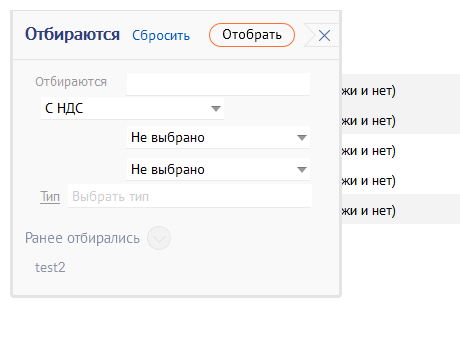 Отбираются Сбросить Отобрать
Отбираются
жи и нет)
С НДС
жи и нет)
Не выбрано
жи и нет)
Не выбрано
жи и нет)
Тип Выбрать тип
жи и нет)
Ранее отбирались
test2